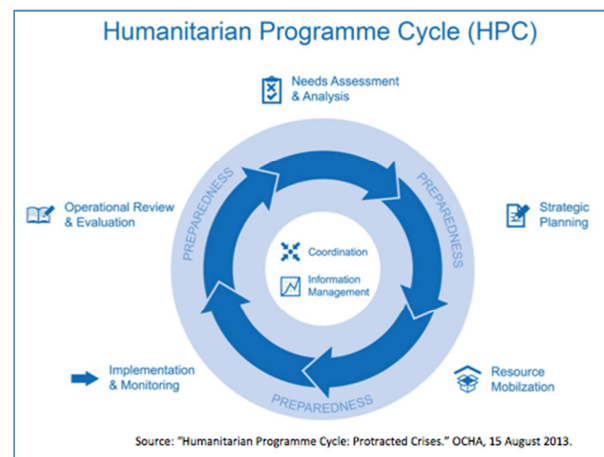 Humanitarian Programme Cycle (HPC)
Needs Assessment
& Analysis
PREPAREDNESS
PREPAREDNESS
Operational Review
& Evaluation
Strategic
Planning
Coordination
Information
Management
Implementation
& Monitoring
Resource
Mobilzation
PREPAREDNESS
Source: "Humanitarian Programme Cycle: Protracted Crises." OCHA, 15 August 2013.